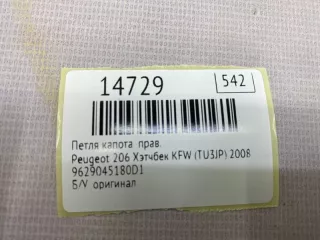 14729
542
Петля капота прав.
Peugeot 206 Хэтчбек KFW (TU3JP) 2008
9629045180D1
Б/У оригинал